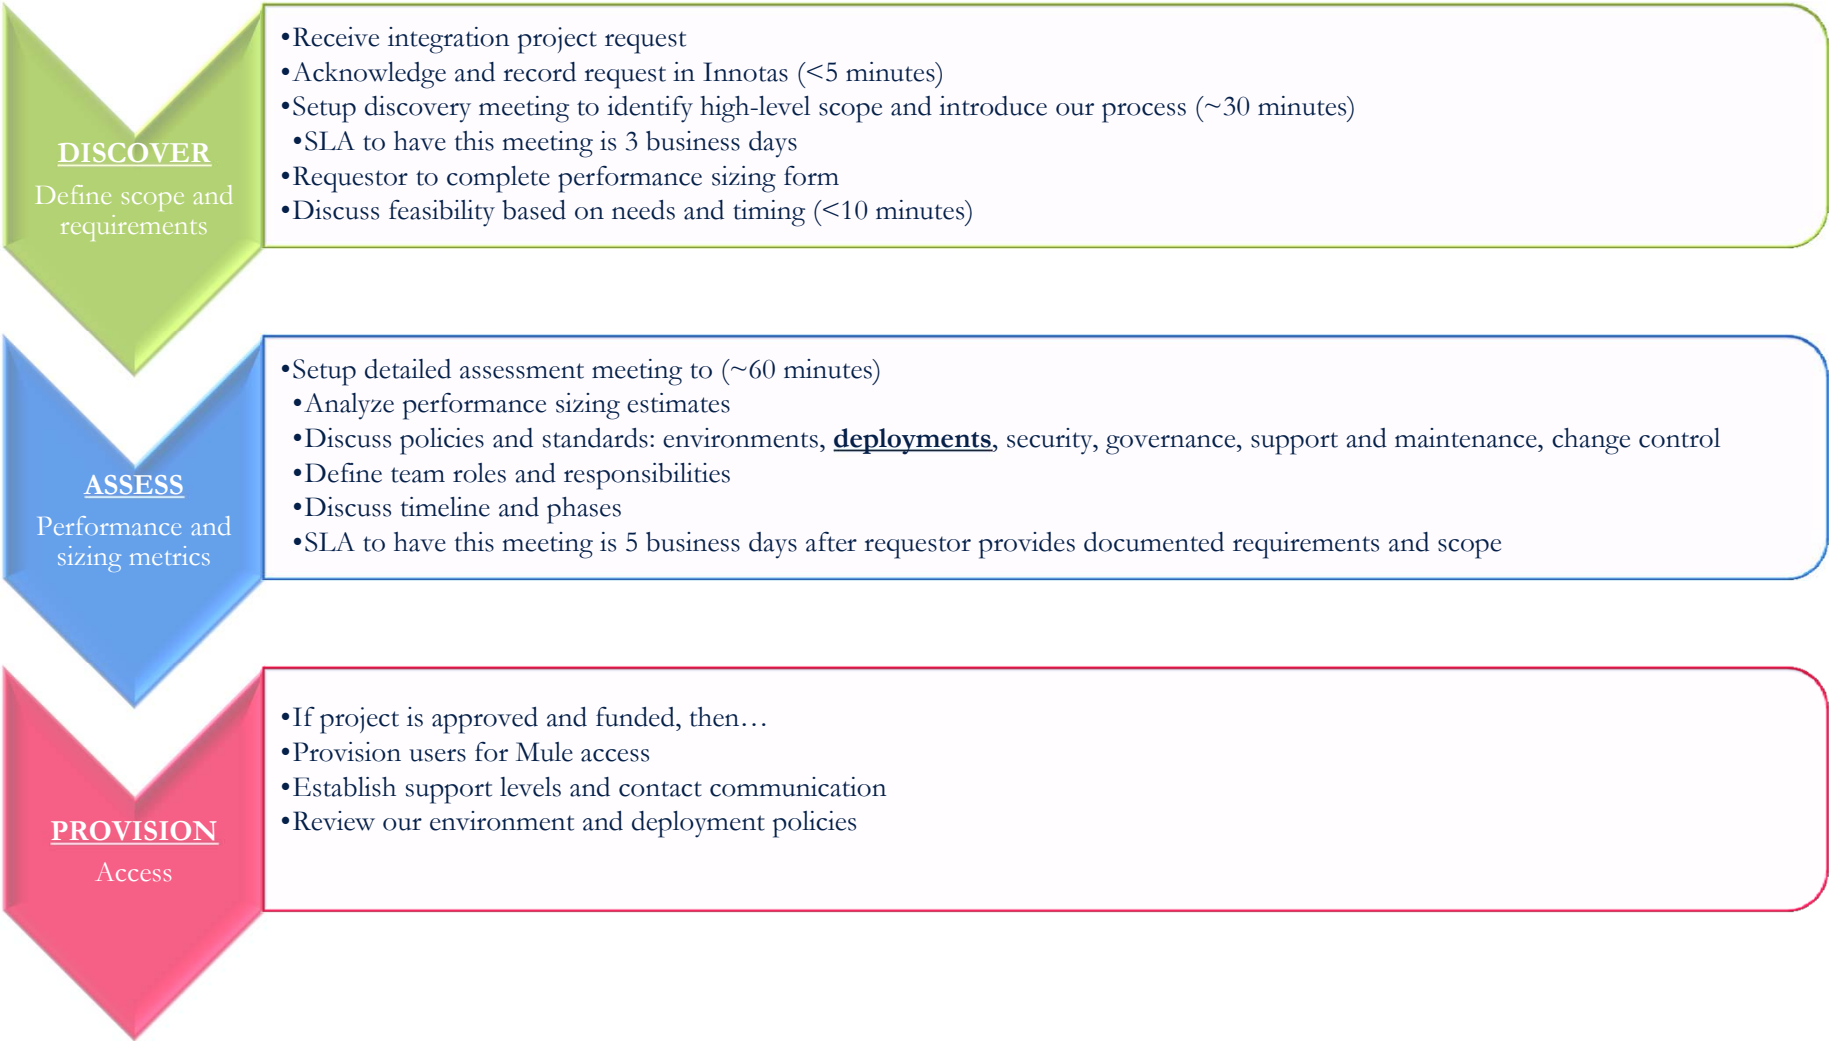 DISCOVER
Define scope and
requirements
•Receive integration project request
•Acknowledge and record request in Innotas (<5 minutes)
•Setup discovery meeting to identify high-level scope and introduce our process (~30 minutes)
•SLA to have this meeting is 3 business days
•Requestor to complete performance sizing form
•Discuss feasibility based on needs and timing (<10 minutes)
ASSESS
Performance and
sizing metrics
•Setup detailed assessment meeting to (~60 minutes)
•Analyze performance sizing estimates
•Discuss policies and standards: environments, deployments, security, governance, support and maintenance, change control
•Define team roles and responsibilities
•Discuss timeline and phases
•SLA to have this meeting is 5 business days after requestor provides documented requirements and scope
PROVISION
Access
•If project is approved and funded, then…
•Provision users for Mule access
•Establish support levels and contact communication
•Review our environment and deployment policies